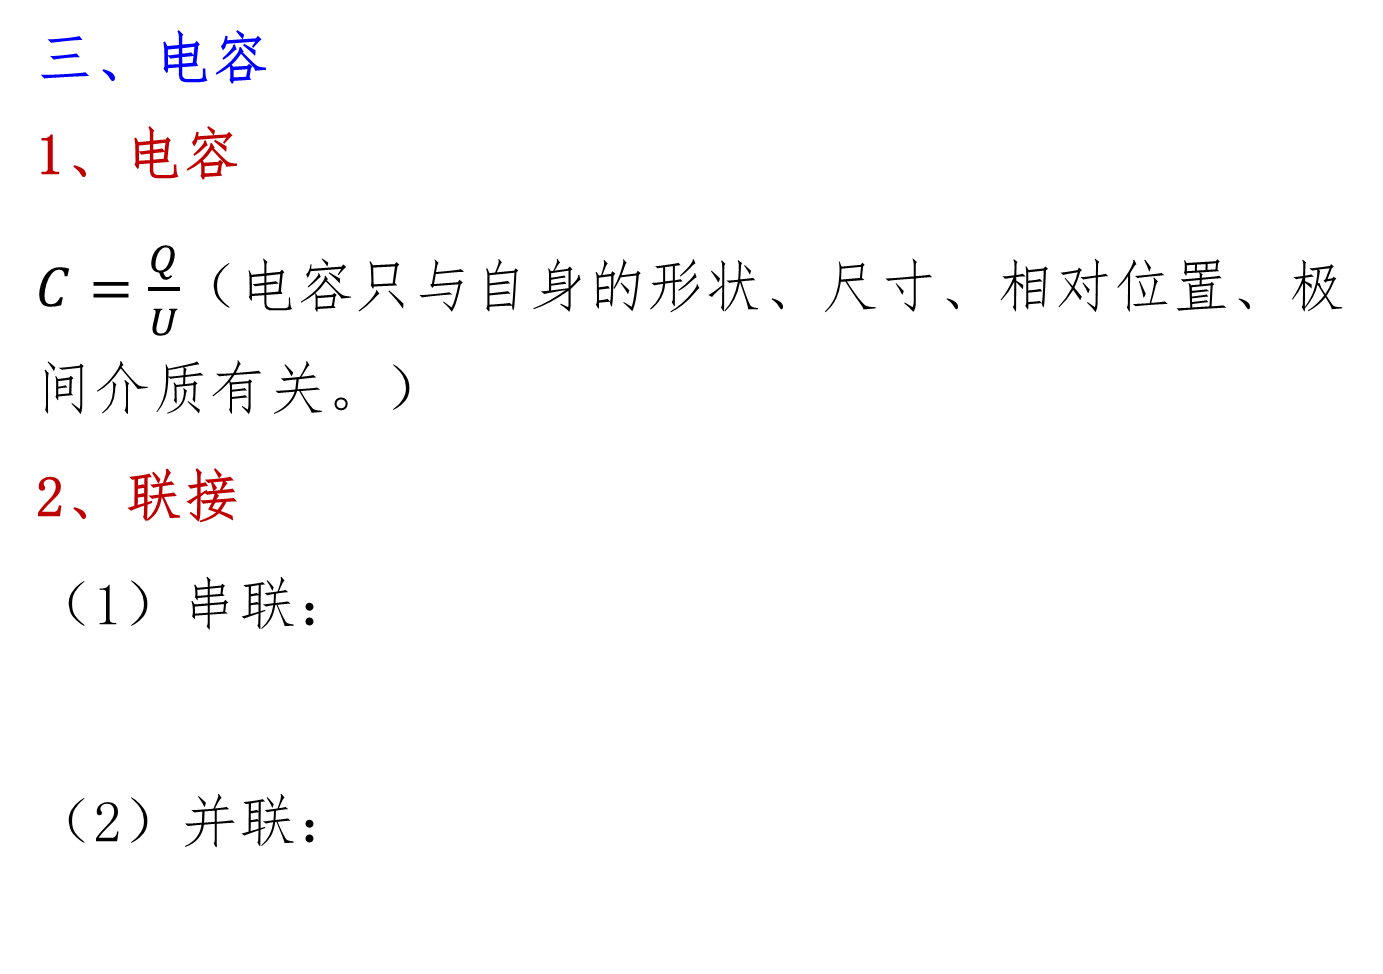 三、电容
1、电容
C = Q/U（电容只与自身的形状、尺寸、相对位置、极
间介质有关。）
2、联接
（1）串联：
（2）并联：